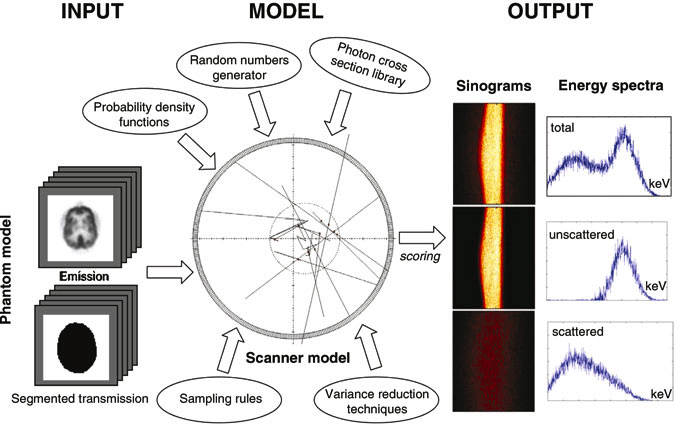 INPUT
MODEL
OUTPUT
Random numbers
generator
Photon cross
section library
Probability density
functions
Phantom model
Emission
Segmented transmission
Scanner model
Sampling rules
Variance reduction
techniques
scoring
Sinograms
Energy spectra
total
keV
unscattered
keV
scattered
keV